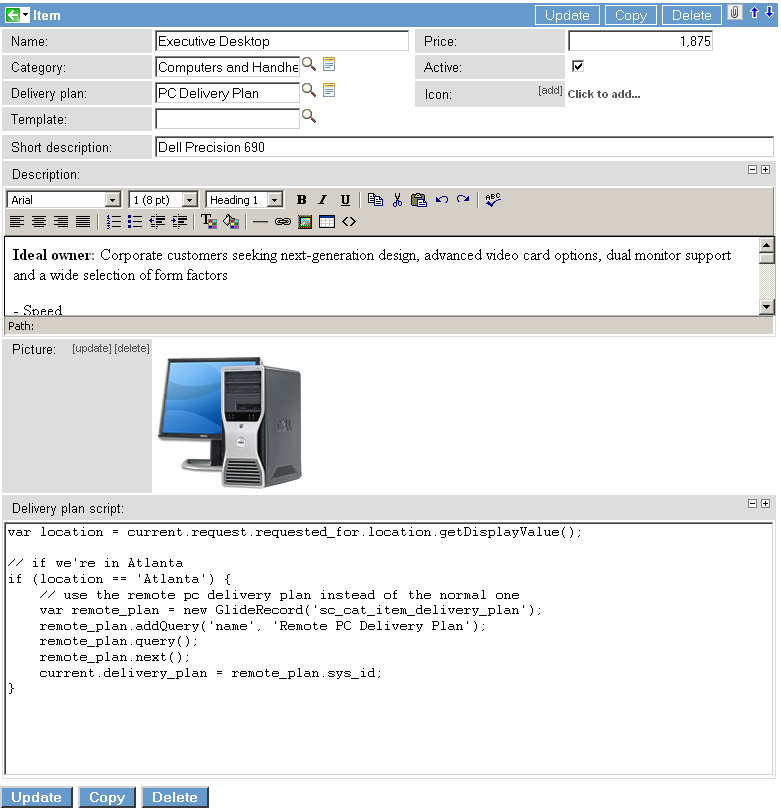 Item
Update Copy Delete
Name: Executive Desktop Price: 1,875
Category: Computers and Handhe Active:
Delivery plan: PC Delivery Plan Icon: [add] Click to add...
Template:
Short description: Dell Precision 690
Description:
Arial 1 (8 pt) Heading 1 B I U ABC
Ideal owner: Corporate customers seeking next-generation design, advanced video card options, dual monitor support
and a wide selection of form factors
- Speed
Path:
Picture: [update] [delete]
DELL
Delivery plan script:
var location = current.request.requested_for.location.getDisplayValue();
// if we're in Atlanta
if (location == 'Atlanta') {
// use the remote pc delivery plan instead of the normal one
var remote_plan = new GlideRecord('sc_cat_item_delivery_plan');
remote_plan.addQuery('name', 'Remote PC Delivery Plan');
remote_plan.query();
remote_plan.next();
current.delivery_plan = remote_plan.sys_id;
}
Update Copy Delete